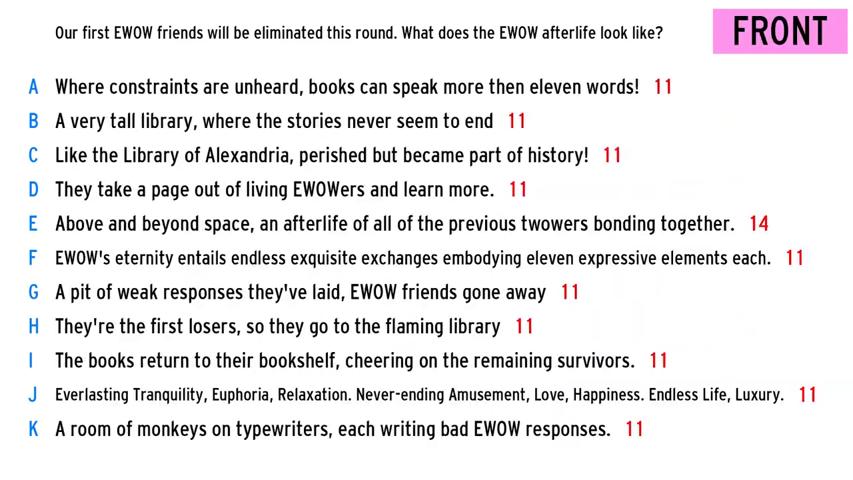 Our first EWOW friends will be eliminated this round. What does the EWOW afterlife look like?
FRONT
A Where constraints are unheard, books can speak more then eleven words! 11
B A very tall library, where the stories never seem to end 11
C Like the Library of Alexandria, perished but became part of history! 11
D They take a page out of living EWOWers and learn more. 11
E Above and beyond space, an afterlife of all of the previous twowers bonding together. 14
F EWOW's eternity entails endless exquisite exchanges embodying eleven expressive elements each. 11
G A pit of weak responses they've laid, EWOW friends gone away 11
H They're the first losers, so they go to the flaming library 11
I The books return to their bookshelf, cheering on the remaining survivors. 11
J Everlasting Tranquility, Euphoria, Relaxation. Never-ending Amusement, Love, Happiness. Endless Life, Luxury. 11
K A room of monkeys on typewriters, each writing bad EWOW responses. 11